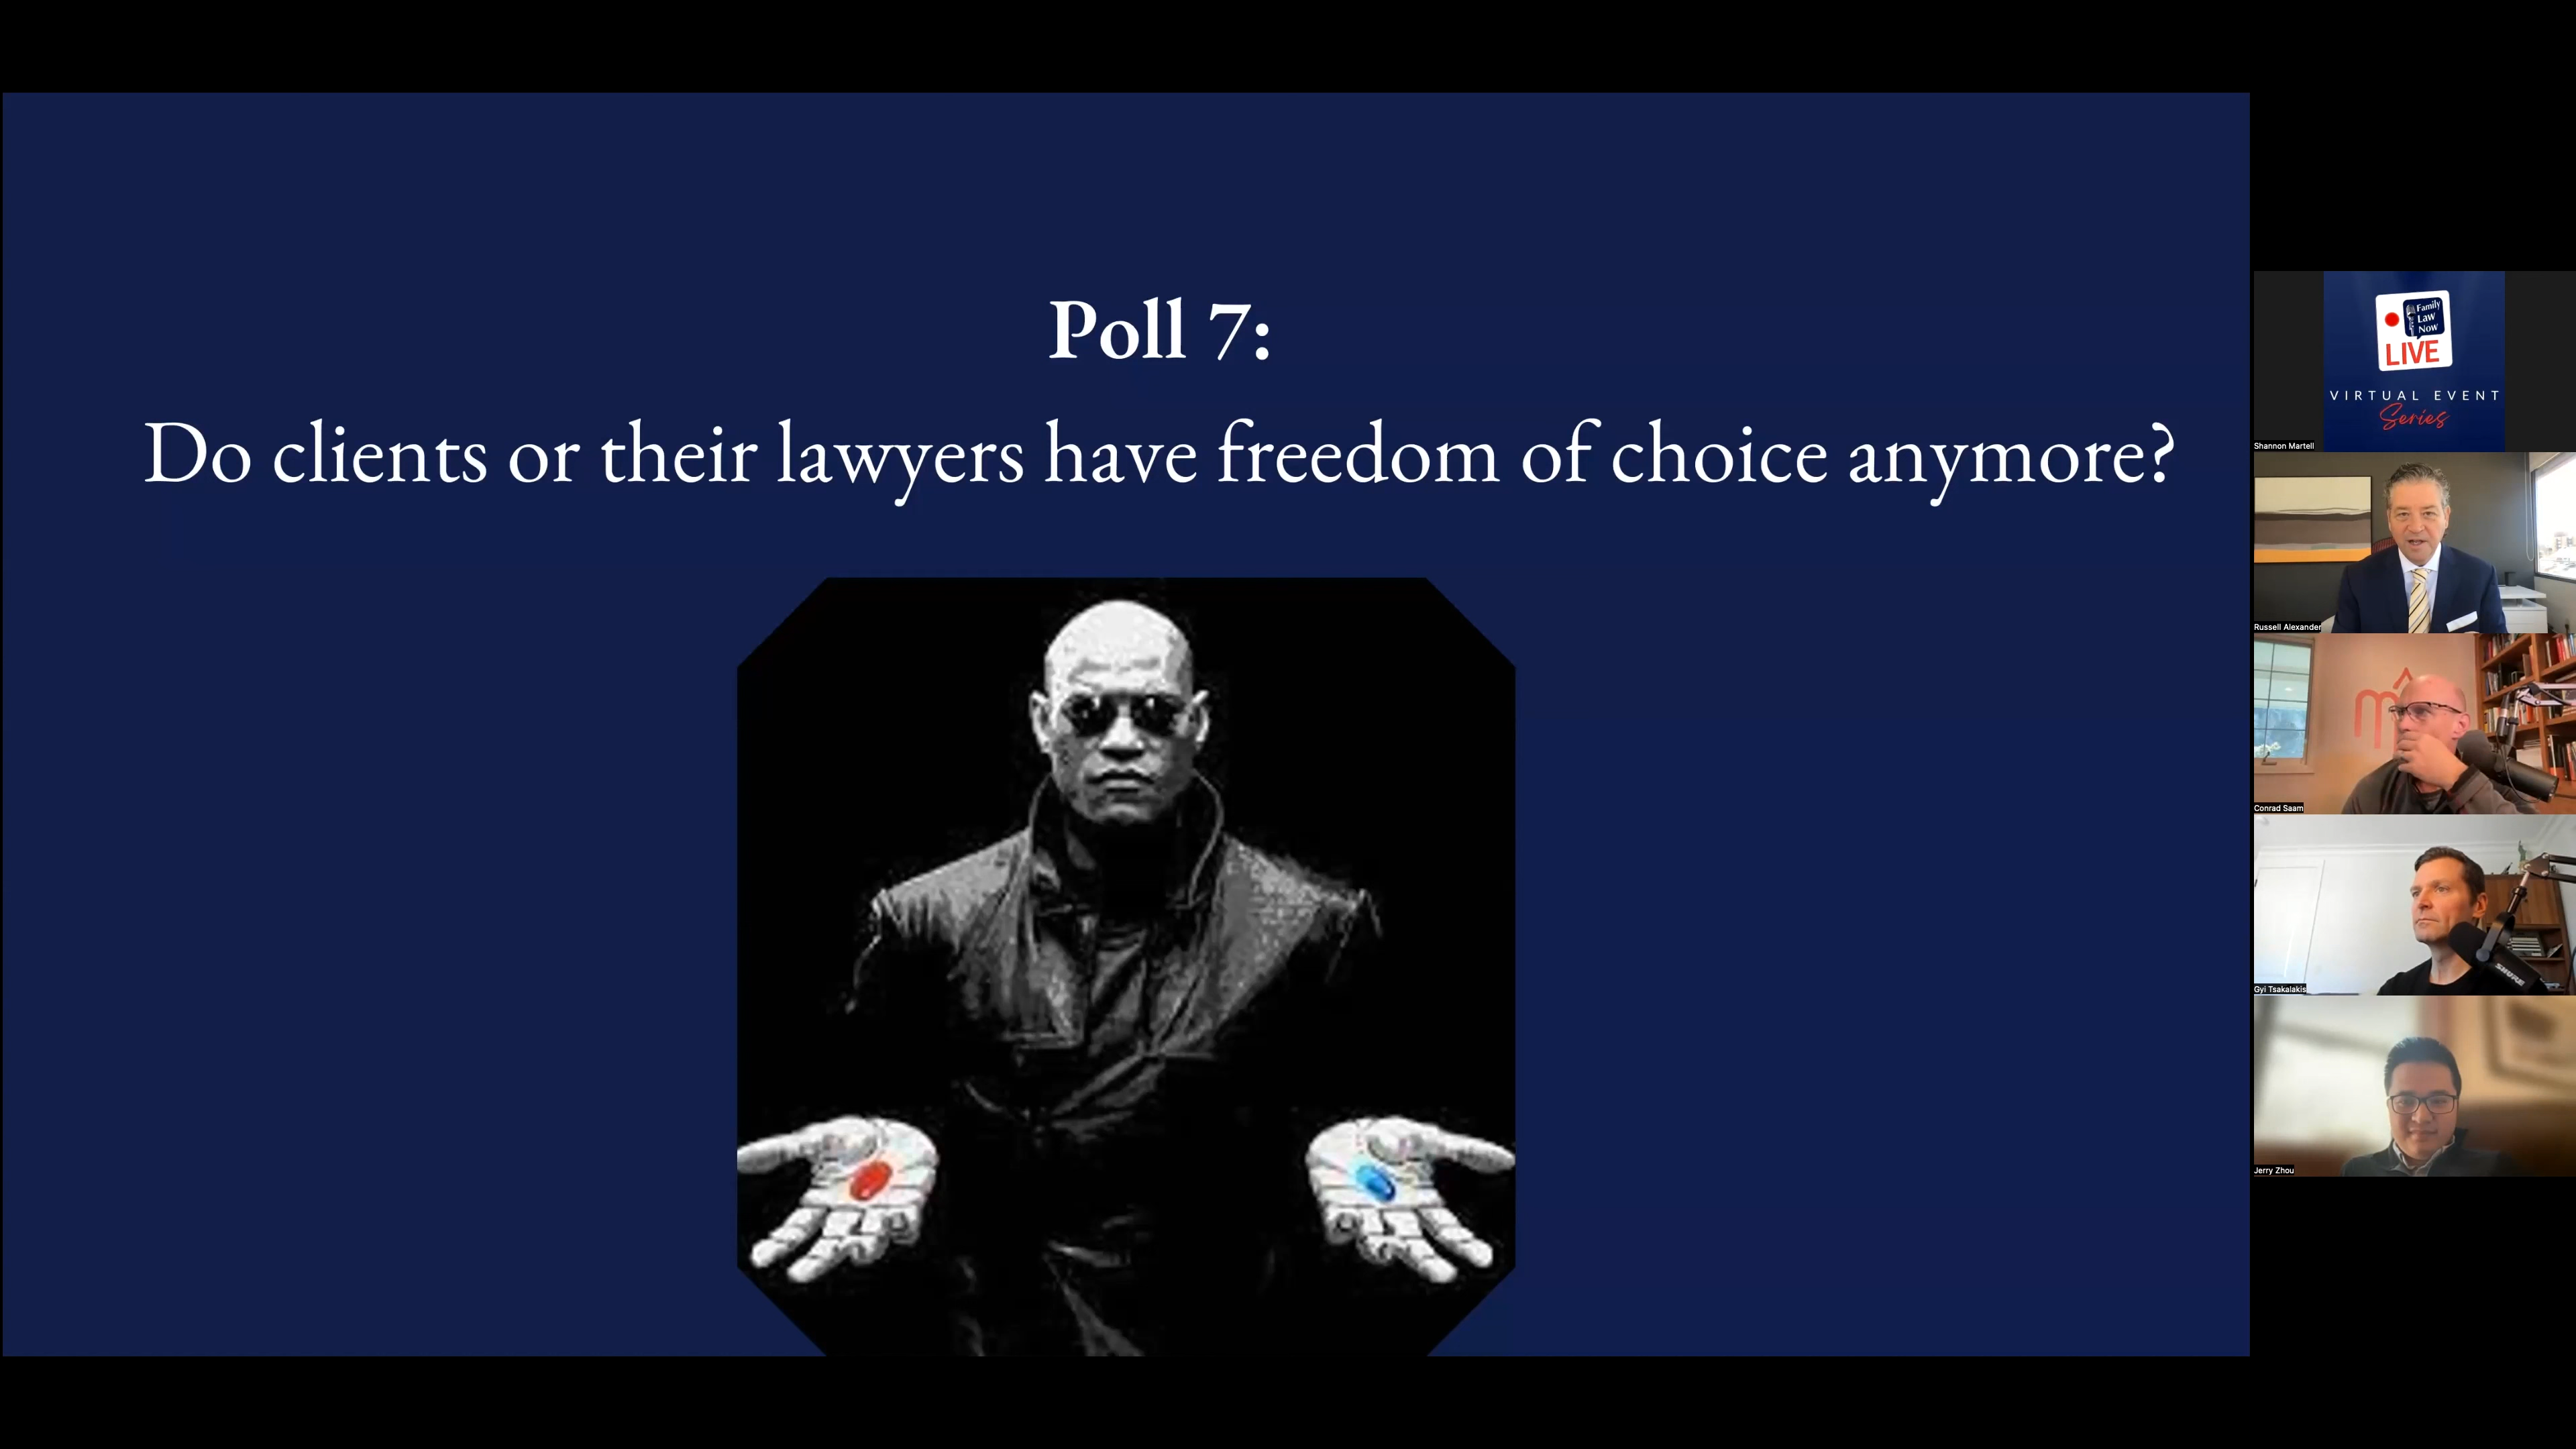 Poll 7:
Do clients or their lawyers have freedom of choice anymore?
Family
Law
Now
LIVE
VIRTUAL EVENT
Series
Shannon Martell
Russell Alexander
Conrad Saam
SHURE
Gyi Tsakalakis
Jerry Zhou